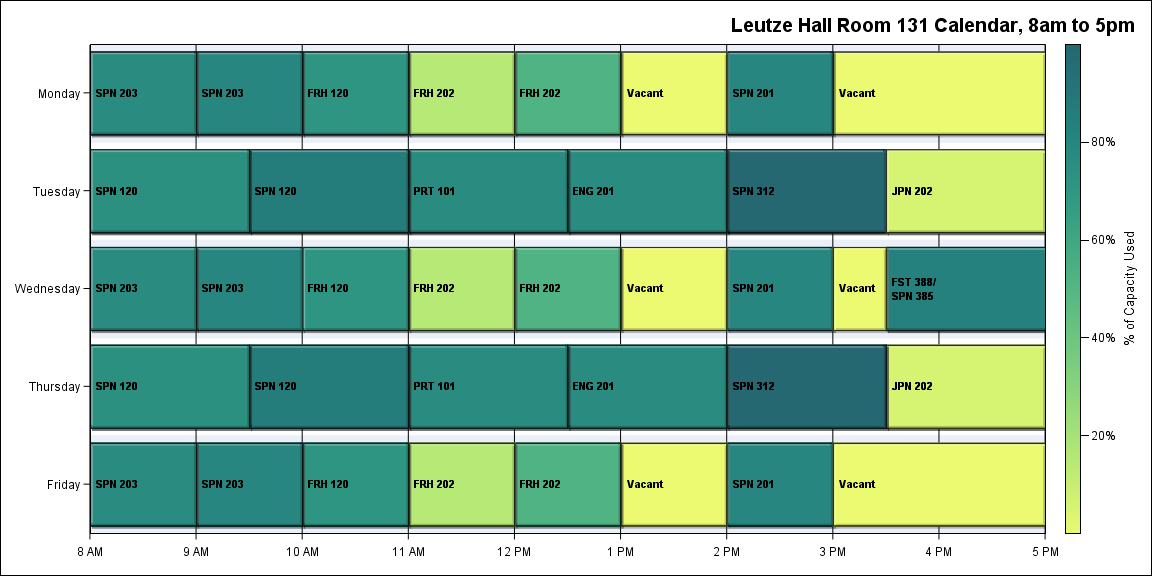 Leutze Hall Room 131 Calendar, 8am to 5pm
Monday
SPN 203
SPN 203
FRH 120
FRH 202
FRH 202
Vacant
SPN 201
Vacant
Tuesday
SPN 120
SPN 120
PRT 101
ENG 201
SPN 312
JPN 202
Wednesday
SPN 203
SPN 203
FRH 120
FRH 202
FRH 202
Vacant
SPN 201
Vacant
FST 388/
SPN 385
Thursday
SPN 120
SPN 120
PRT 101
ENG 201
SPN 312
JPN 202
Friday
SPN 203
SPN 203
FRH 120
FRH 202
FRH 202
Vacant
SPN 201
Vacant
8 AM
9 AM
10 AM
11 AM
12 PM
1 PM
2 PM
3 PM
4 PM
5 PM
80%
60%
40%
20%
% of Capacity Used